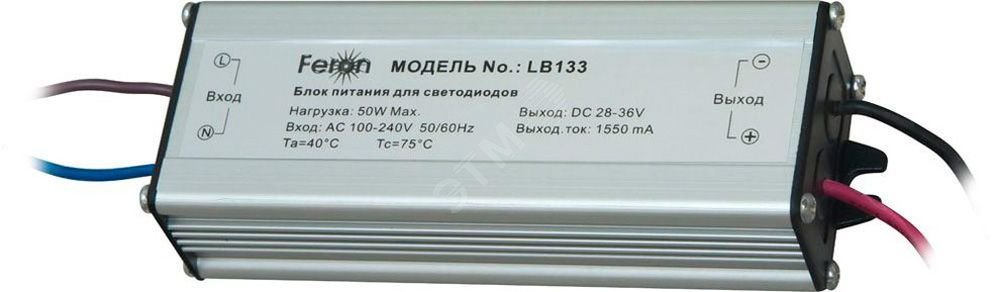 Feron МОДЕЛЬ No.: LB133
Блок питания для светодиодов
Нагрузка: 50W Max.
Выход: DC 28-36V
Вход: AC 100-240V 50/60Hz
Выход.ток: 1550 mA
Ta=40°C Tc=75°C
L
Вход
N
Выход
ЭТМ